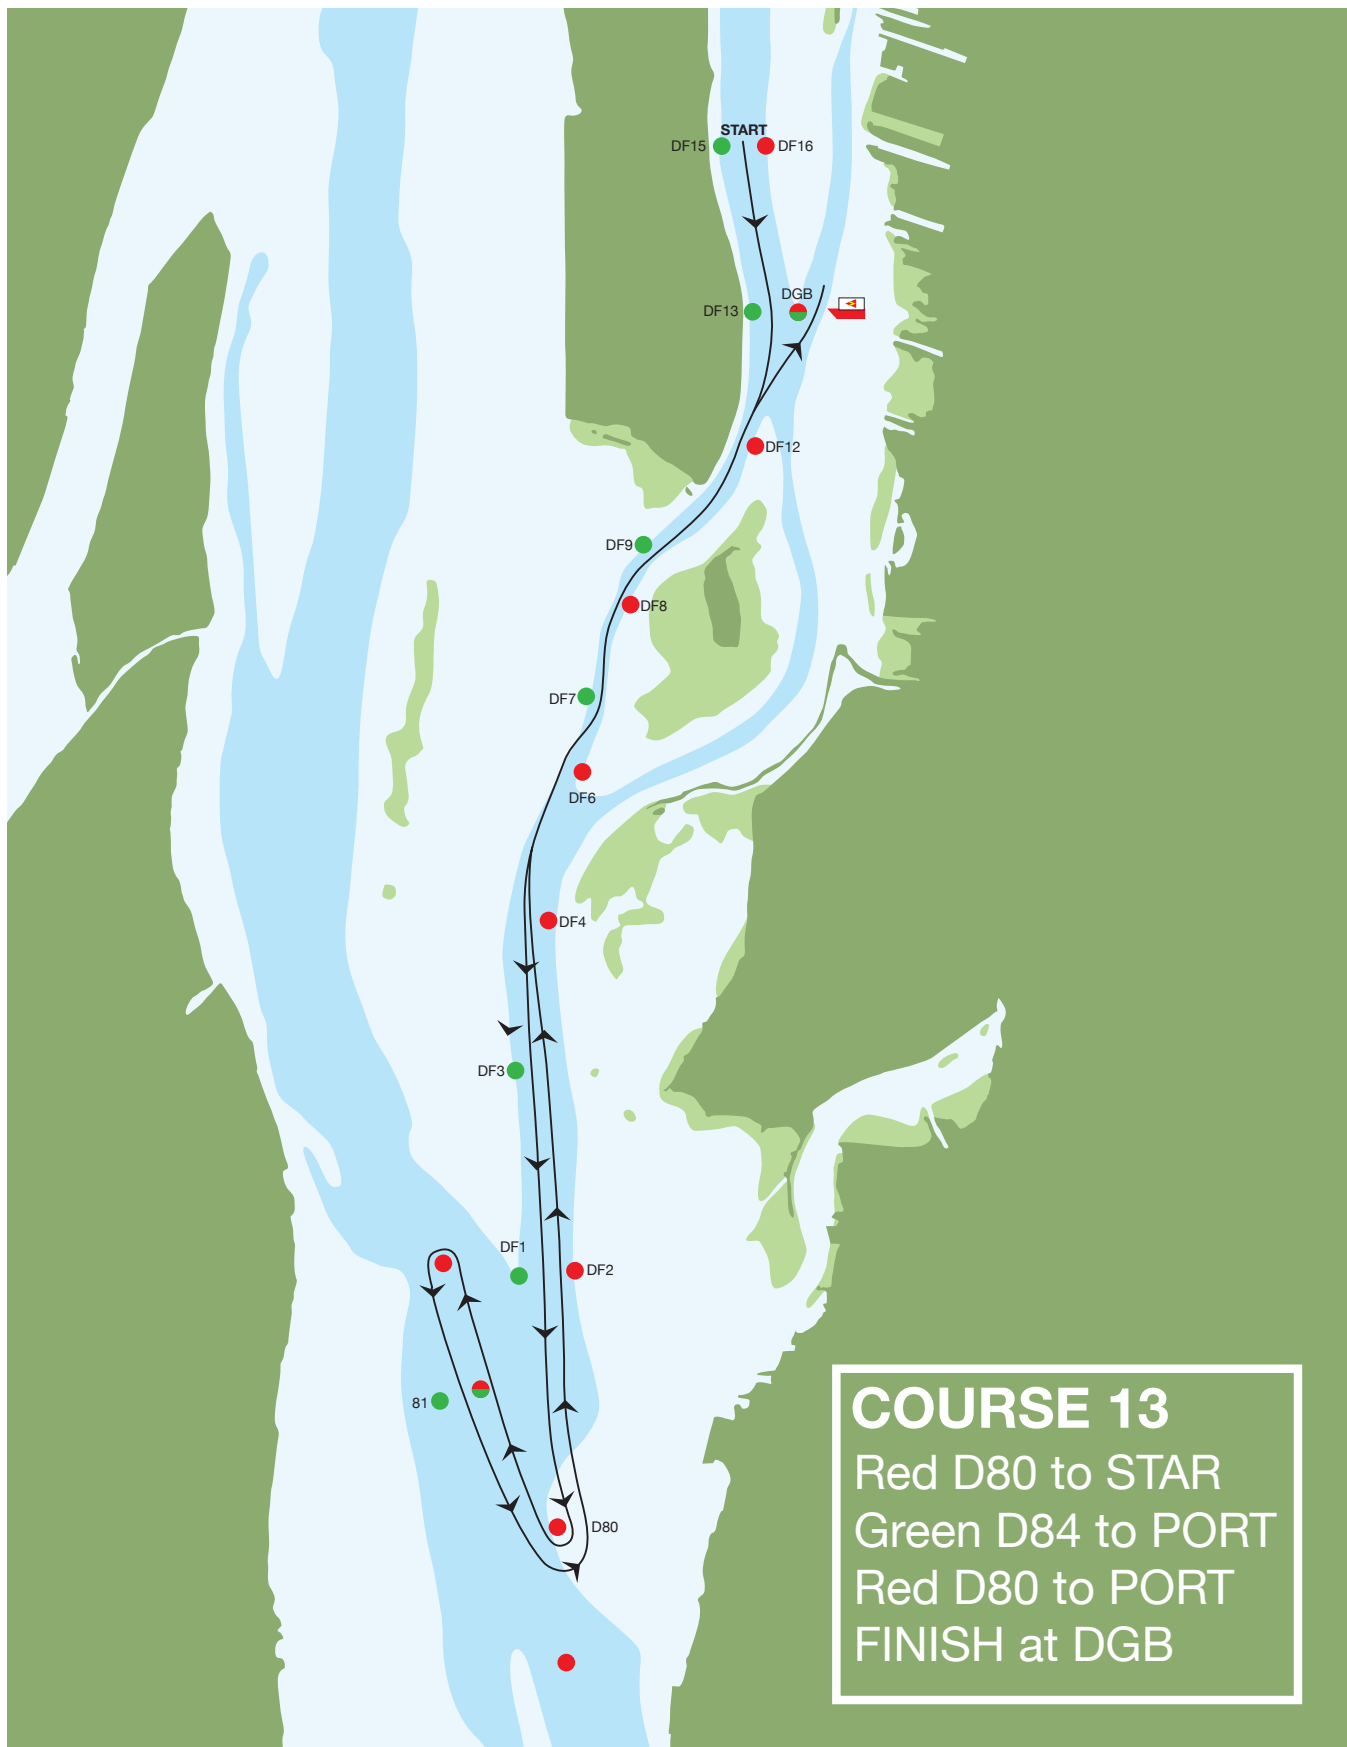 START
DF15
DF16
DGB
DF13
DF12
DF9
DF8
DF7
DF6
DF4
DF3
DF1
DF2
81
D80
COURSE 13
Red D80 to STAR
Green D84 to PORT
Red D80 to PORT
FINISH at DGB